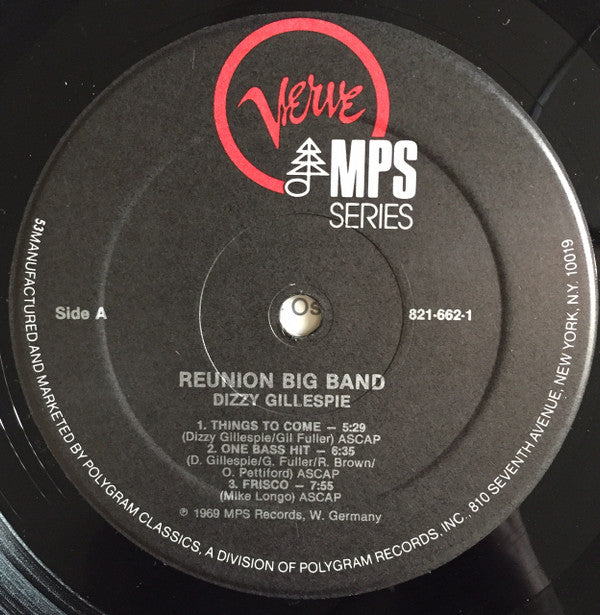 Verve
MPS
SERIES
Side A
Os
821-662-1
REUNION BIG BAND
DIZZY GILLESPIE
1. THINGS TO COME — 5:29
(Dizzy Gillespie/Gil Fuller) ASCAP
2. ONE BASS HIT — 6:35
(D. Gillespie/G. Fuller/R. Brown/
O. Pettiford) ASCAP
3. FRISCO — 7:55
(Mike Longo) ASCAP
℗ 1969 MPS Records, W. Germany
53MANUFACTURED AND MARKETED BY POLYGRAM CLASSICS, A DIVISION OF POLYGRAM RECORDS, INC., 810 SEVENTH AVENUE, NEW YORK, N.Y. 10019